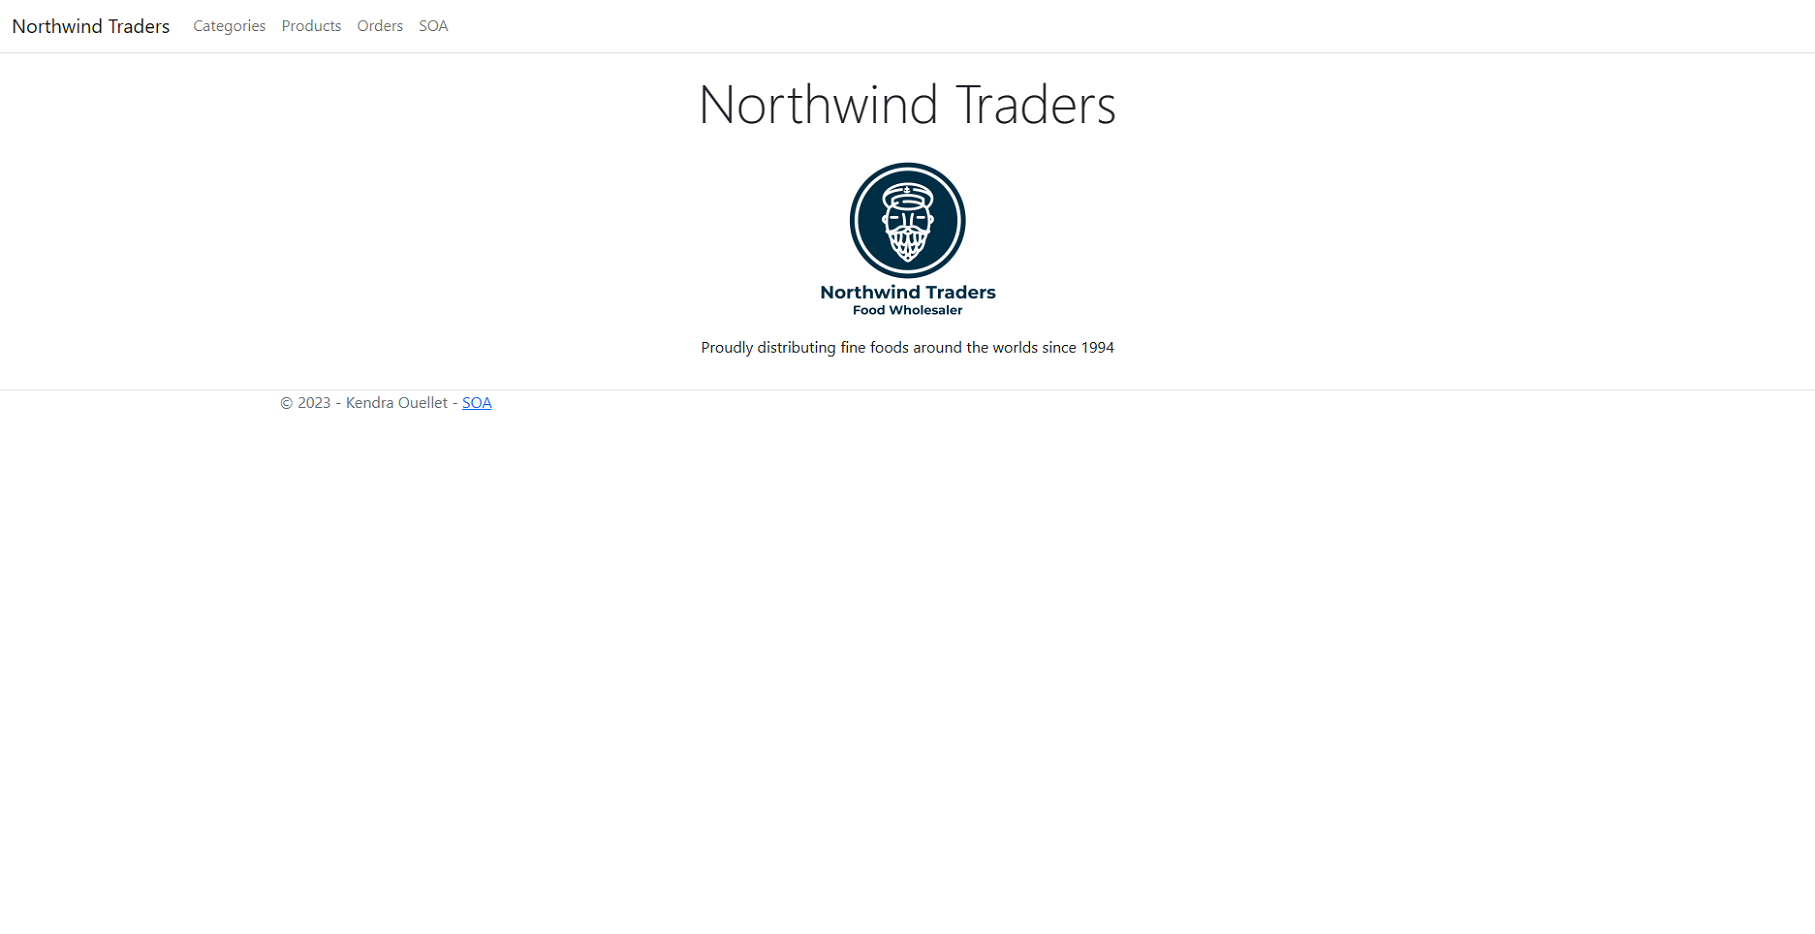 Northwind Traders Categories Products Orders SOA
Northwind Traders
Northwind Traders
Food Wholesaler
Proudly distributing fine foods around the worlds since 1994
© 2023 - Kendra Ouellet - SOA